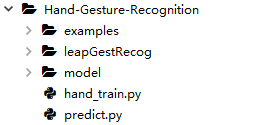 Hand-Gesture-Recognition
examples
leapGestRecog
model
hand_train.py
predict.py